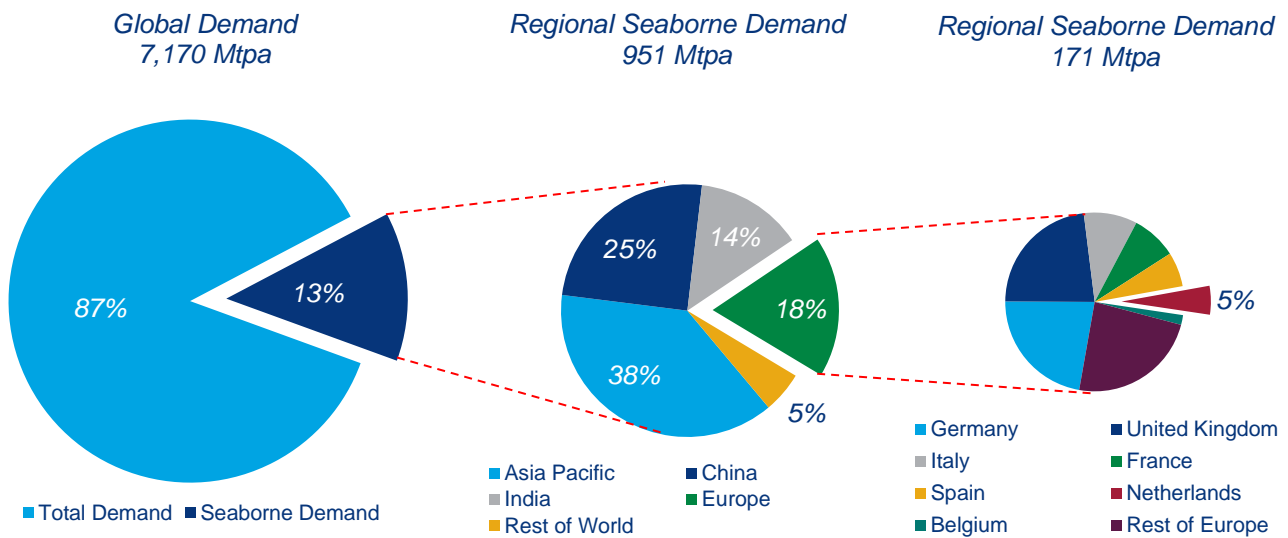 Global Demand
7,170 Mtpa
Regional Seaborne Demand
951 Mtpa
Regional Seaborne Demand
171 Mtpa
87%
13%
25%
14%
18%
38%
5%
5%
Total Demand
Seaborne Demand
Asia Pacific
China
India
Europe
Rest of World
Germany
United Kingdom
Italy
France
Spain
Netherlands
Belgium
Rest of Europe